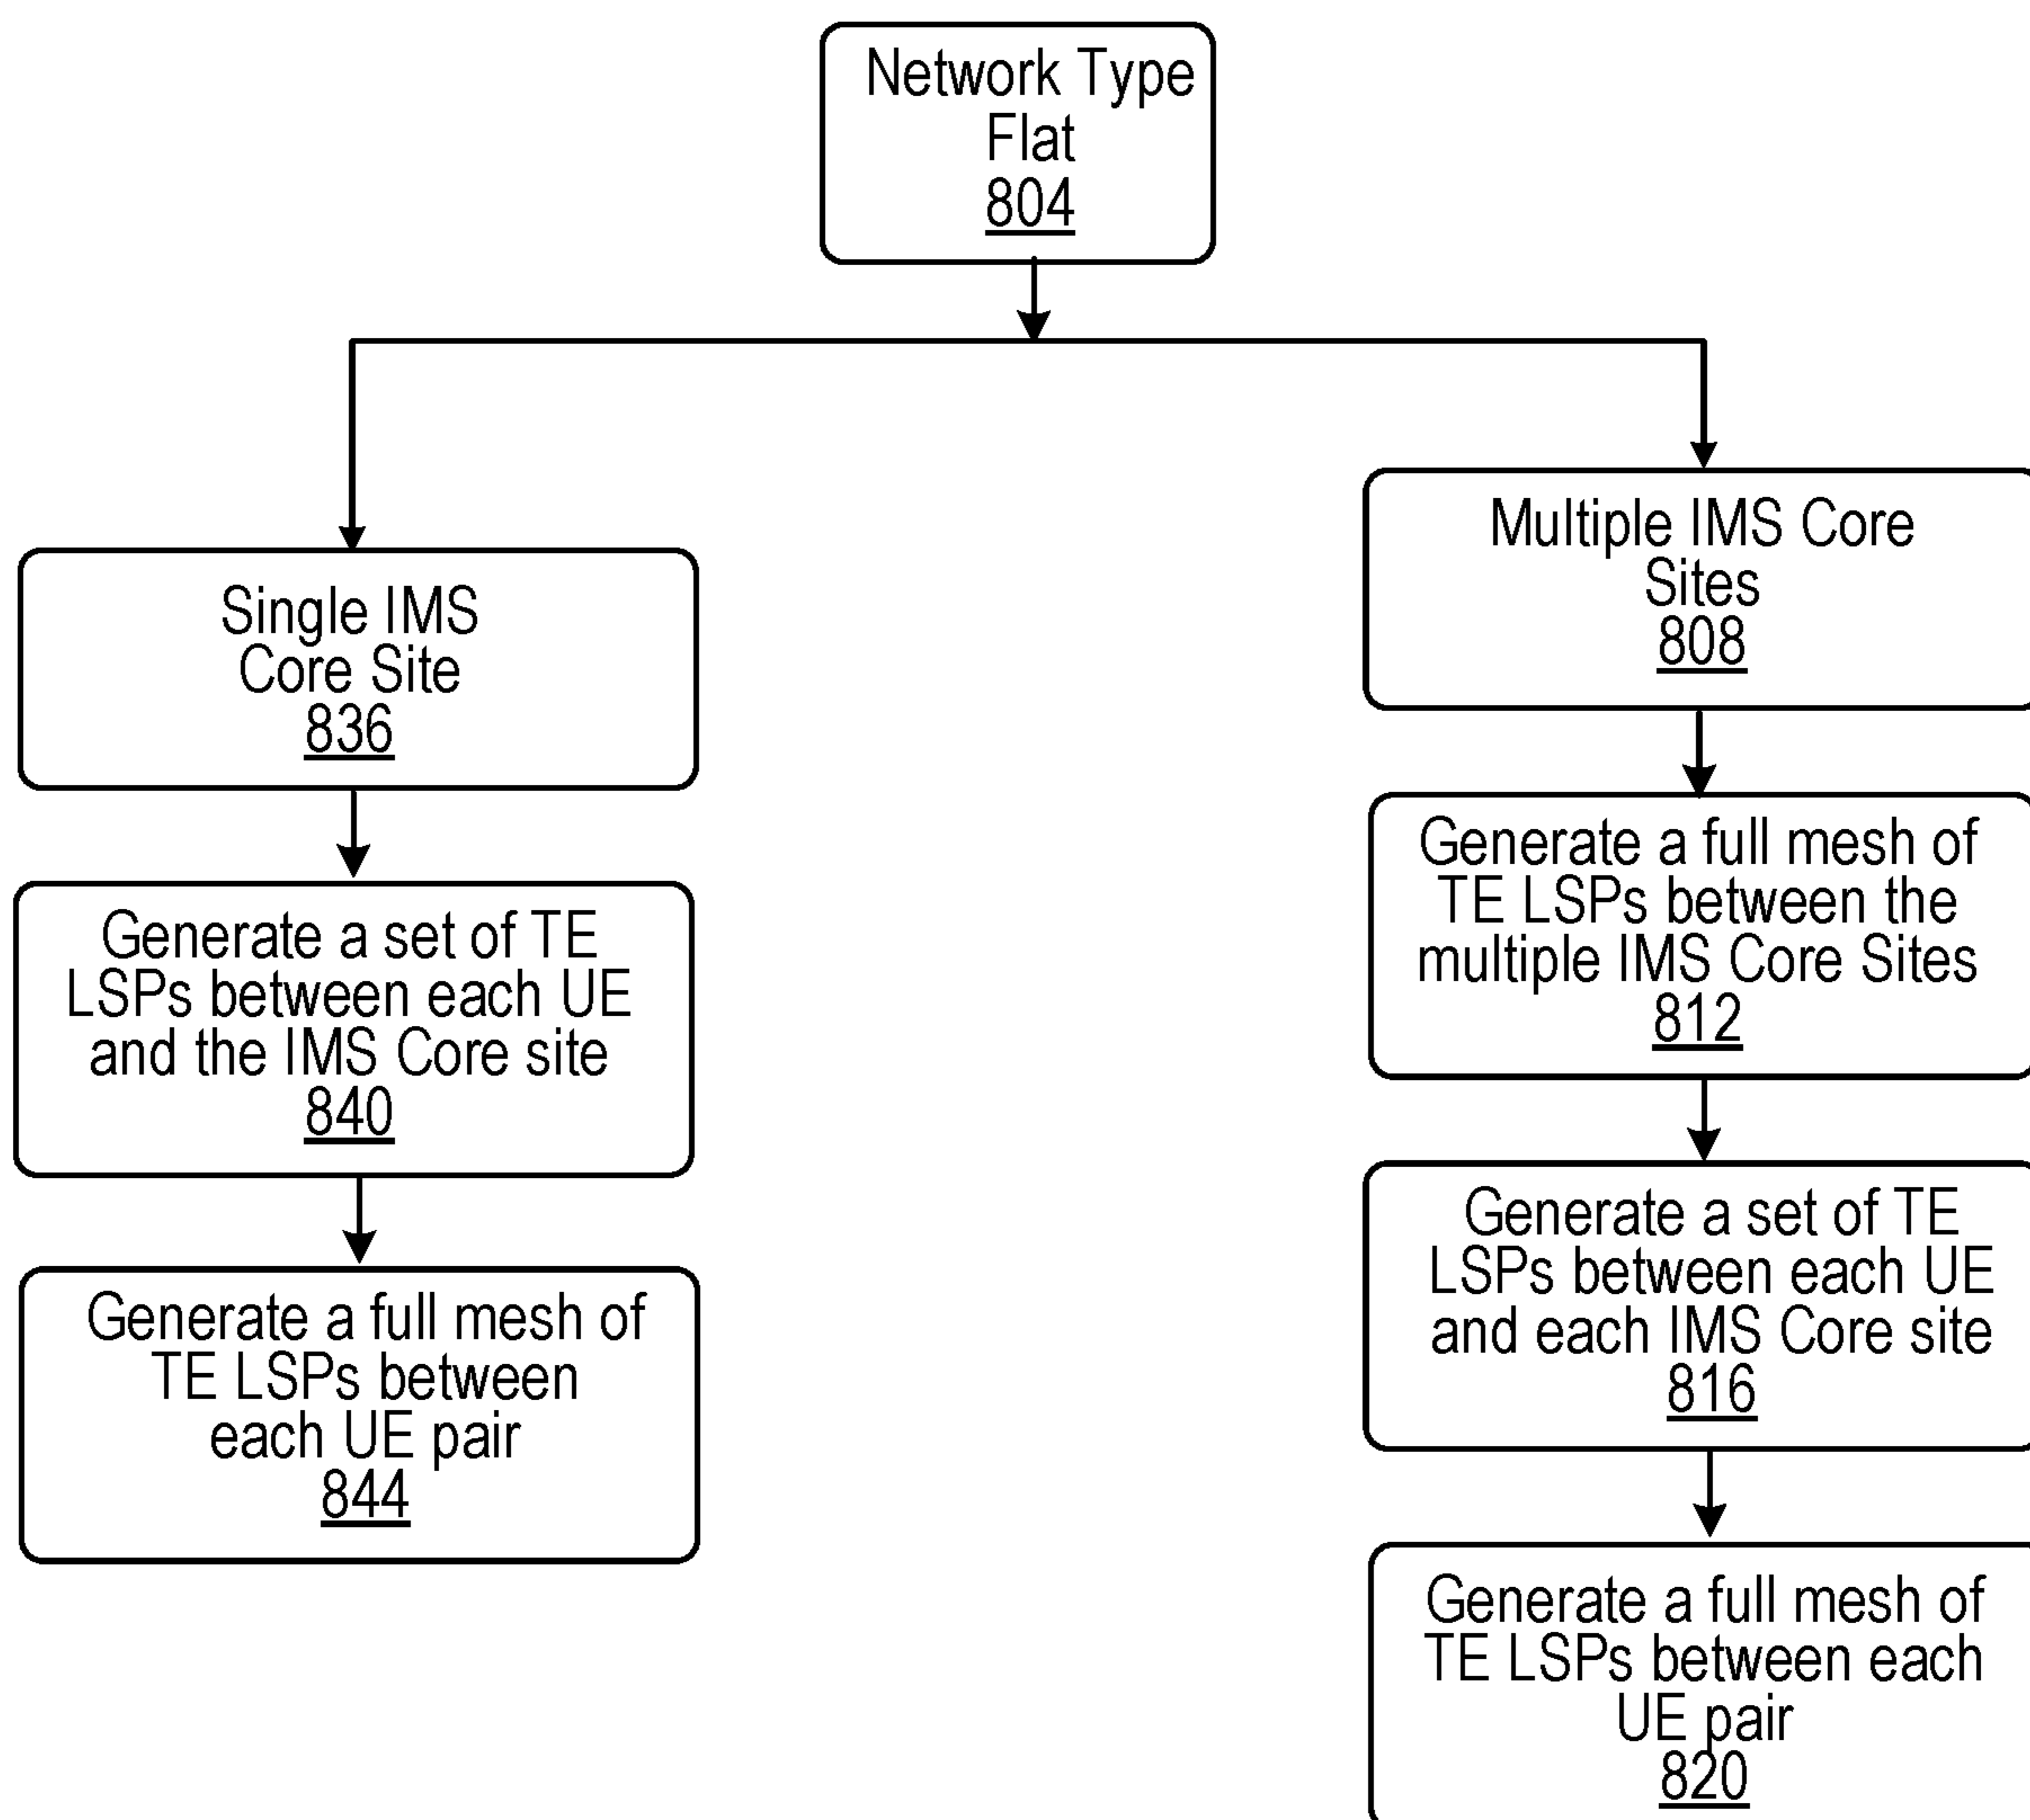 Network Type
Flat
804
Single IMS
Core Site
836
Generate a set of TE
LSPs between each UE
and the IMS Core site
840
Generate a full mesh of
TE LSPs between
each UE pair
844
Multiple IMS Core
Sites
808
Generate a full mesh of
TE LSPs between the
multiple IMS Core Sites
812
Generate a set of TE
LSPs between each UE
and each IMS Core site
816
Generate a full mesh of
TE LSPs between each
UE pair
820